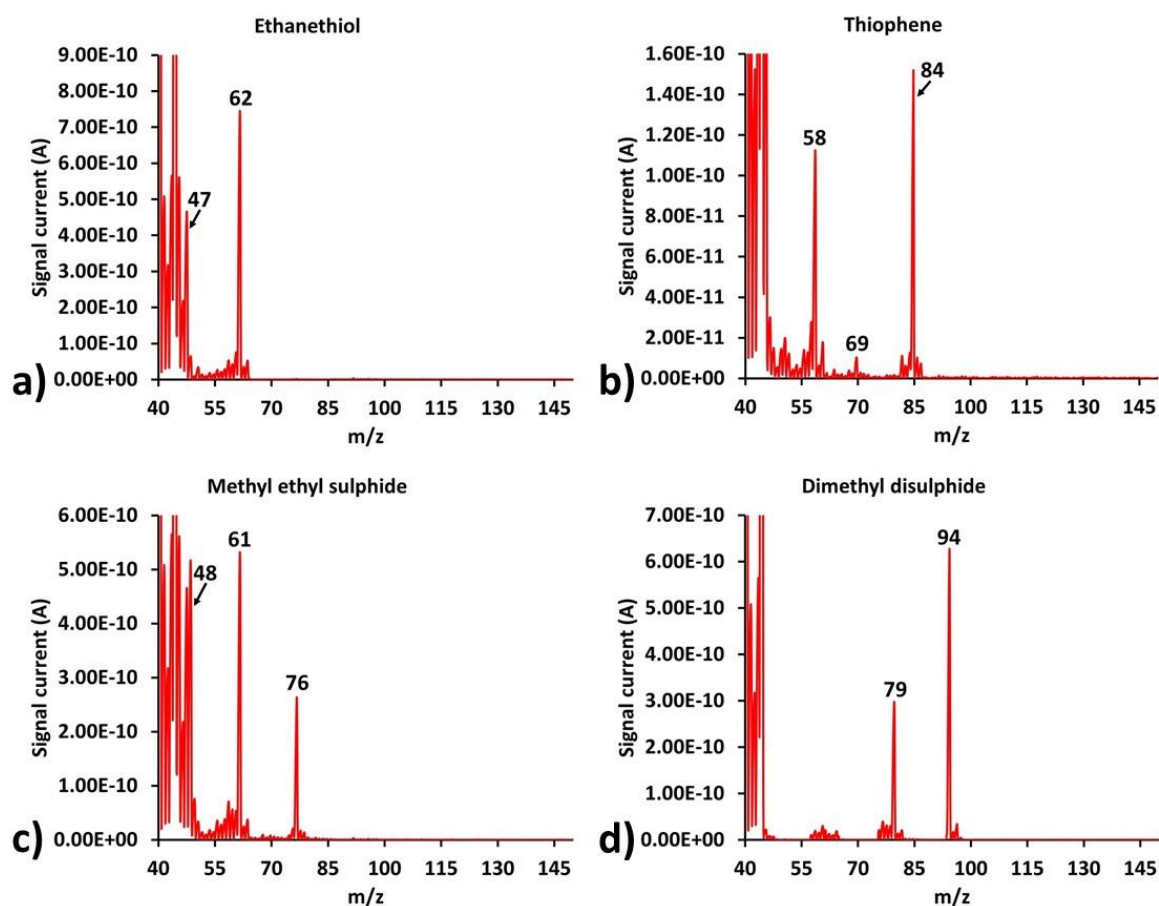 Ethanethiol
9.00E-10
8.00E-10
7.00E-10
6.00E-10
5.00E-10
4.00E-10
3.00E-10
2.00E-10
1.00E-10
0.00E+00
Signal current (A)
62
47
40 55 70 85 100 115 130 145
m/z
a)
Thiophene
1.60E-10
1.40E-10
1.20E-10
1.00E-10
8.00E-11
6.00E-11
4.00E-11
2.00E-11
0.00E+00
Signal current (A)
84
58
69
40 55 70 85 100 115 130 145
m/z
b)
Methyl ethyl sulphide
6.00E-10
5.00E-10
4.00E-10
3.00E-10
2.00E-10
1.00E-10
0.00E+00
Signal current (A)
61
48
76
40 55 70 85 100 115 130 145
m/z
c)
Dimethyl disulphide
7.00E-10
6.00E-10
5.00E-10
4.00E-10
3.00E-10
2.00E-10
1.00E-10
0.00E+00
Signal current (A)
94
79
40 55 70 85 100 115 130 145
m/z
d)